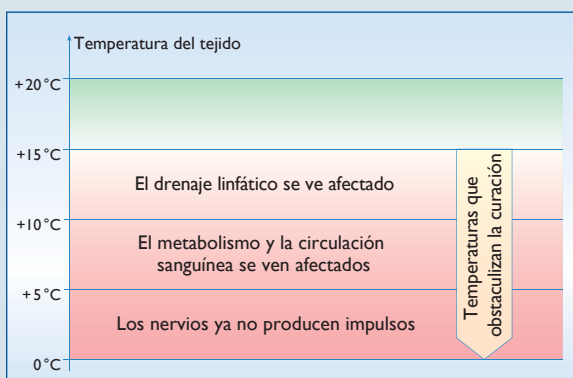 Temperatura del tejido
+20°C
+15°C
El drenaje linfático se ve afectado
+10°C
El metabolismo y la circulación
sanguínea se ven afectados
+5°C
Los nervios ya no producen impulsos
0°C
Temperaturas que
obstaculizan la curación